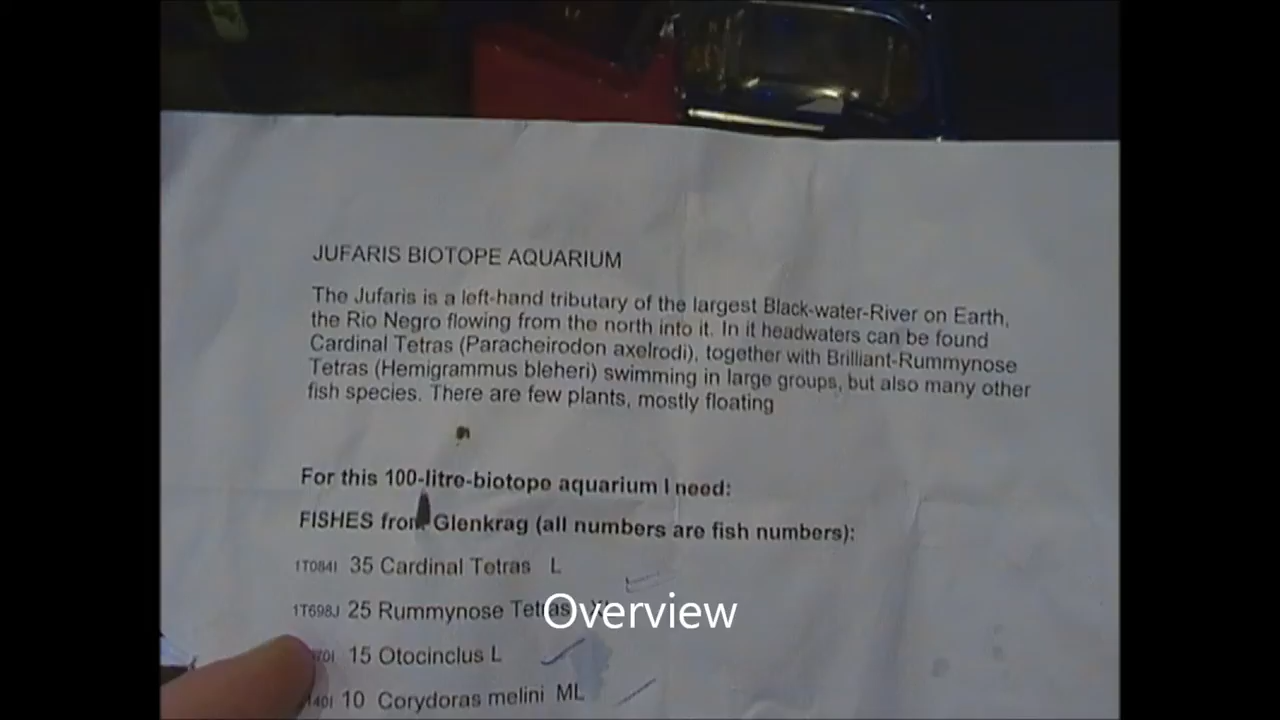 JUFARIS BIOTOPE AQUARIUM
The Jufaris is a left-hand tributary of the largest Black-water-River on Earth,
the Rio Negro flowing from the north into it. In it headwaters can be found
Cardinal Tetras (Paracheirodon axelrodi), together with Brilliant-Rummynose
Tetras (Hemigrammus bleheri) swimming in large groups, but also many other
fish species. There are few plants, mostly floating
For this 100-litre-biotope aquarium I need:
FISHES from Glenkrag (all numbers are fish numbers):
1T084I 35 Cardinal Tetras L
1T698J 25 Rummynose Tetras
Overview
15 Otocinclus L
10 Corydoras melini ML